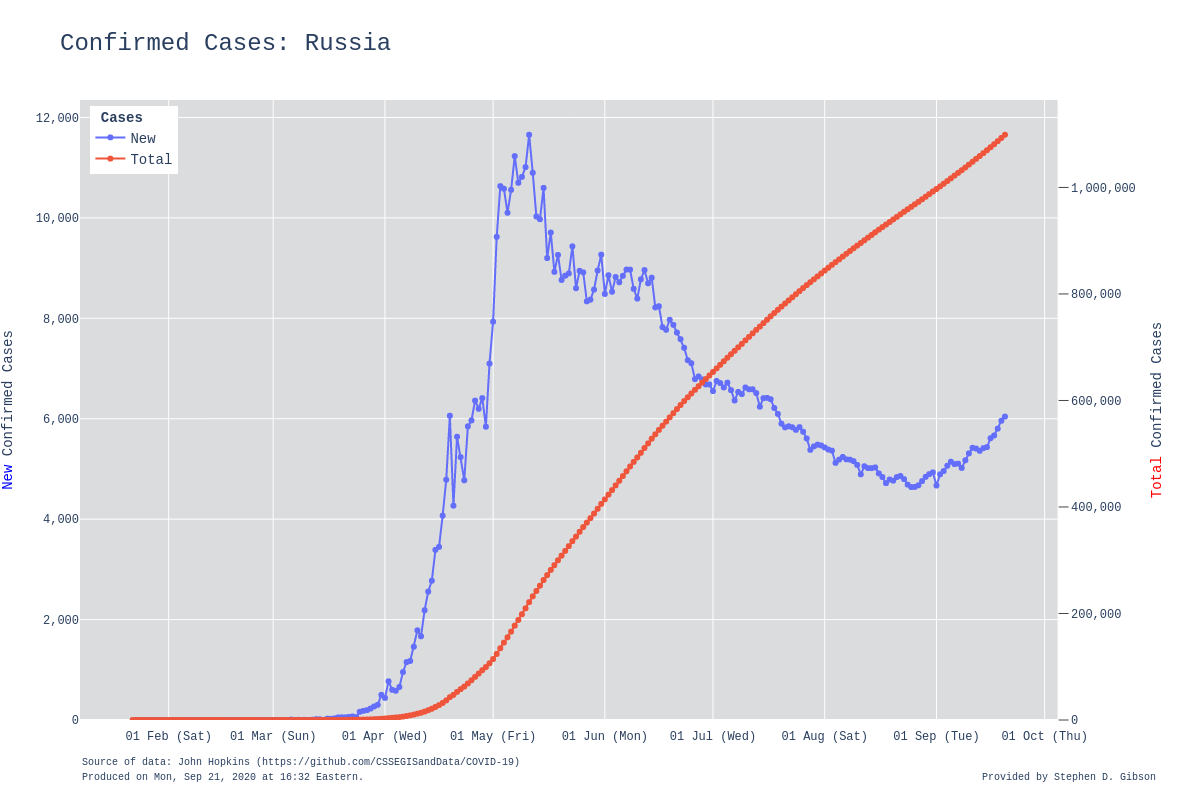 Confirmed Cases: Russia
Cases
New
Total
12,000
10,000
8,000
6,000
4,000
2,000
0
New Confirmed Cases
1,000,000
800,000
600,000
400,000
200,000
0
Total Confirmed Cases
01 Feb (Sat) 01 Mar (Sun) 01 Apr (Wed) 01 May (Fri) 01 Jun (Mon) 01 Jul (Wed) 01 Aug (Sat) 01 Sep (Tue) 01 Oct (Thu)
Source of data: John Hopkins (https://github.com/CSSEGISandData/COVID-19)
Produced on Mon, Sep 21, 2020 at 16:32 Eastern.
Provided by Stephen D. Gibson